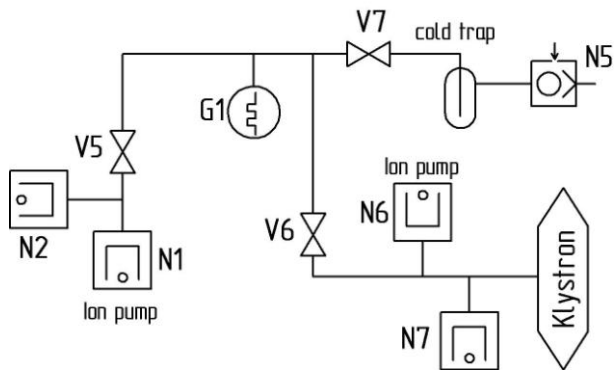 V7
cold trap
N5
G1
V5
Ion pump
N6
V6
N2
N1
Ion pump
N7
Klystron